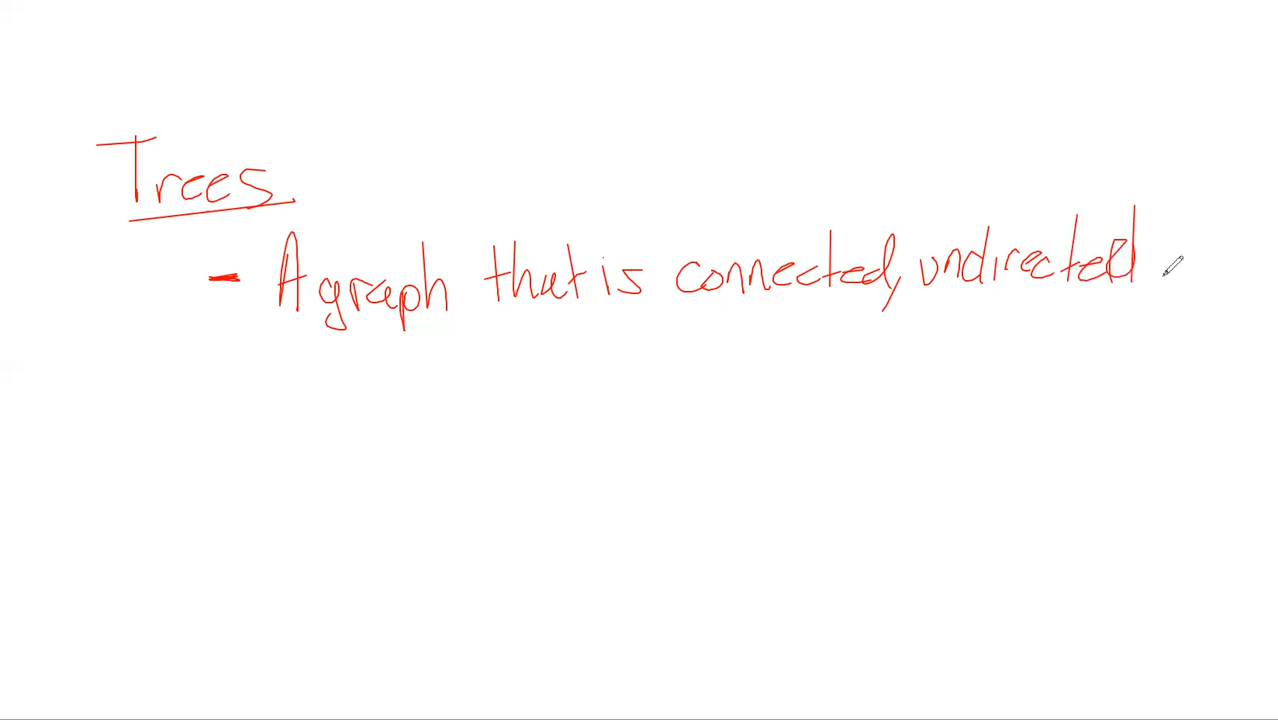 Trees
- A graph that is connected, undirected